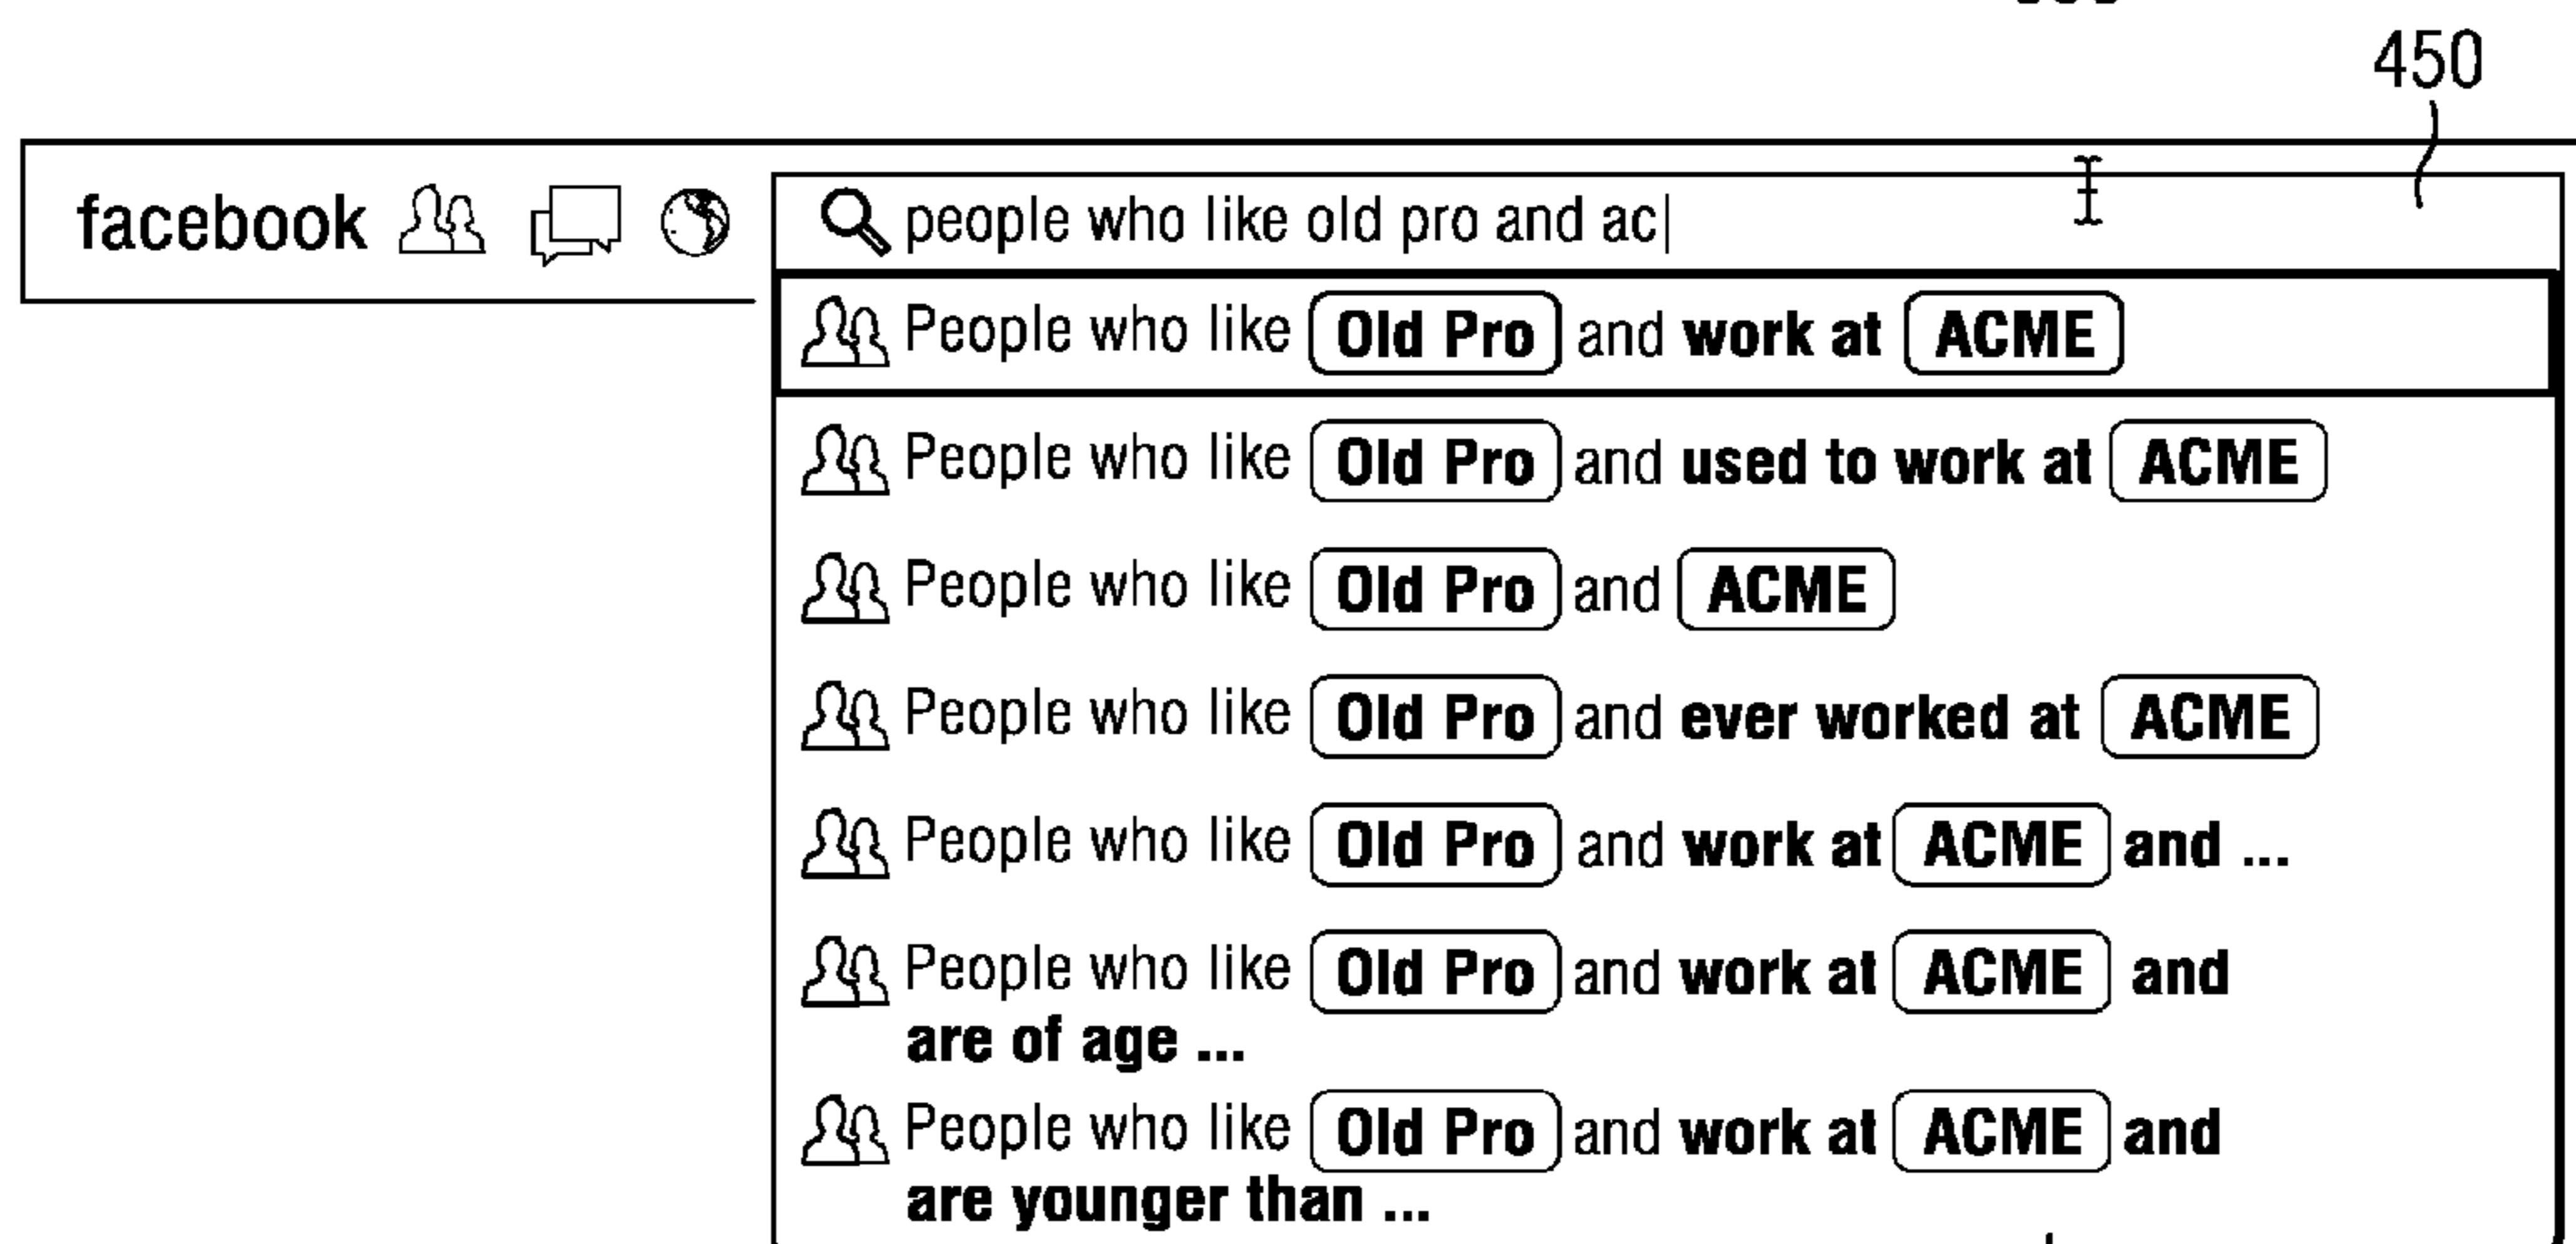 450
facebook people who like old pro and ac
People who like Old Pro and work at ACME
People who like Old Pro and used to work at ACME
People who like Old Pro and ACME
People who like Old Pro and ever worked at ACME
People who like Old Pro and work at ACME and ...
People who like Old Pro and work at ACME and
are of age ...
People who like Old Pro and work at ACME and
are younger than ...